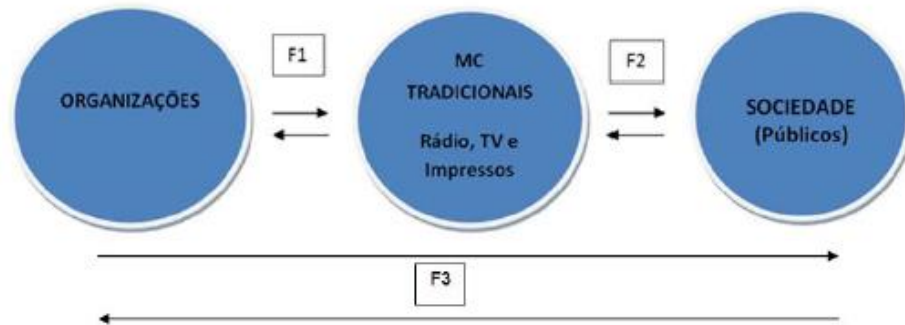 F1
F2
ORGANIZAÇÕES
MC
TRADICIONAIS
Rádio, TV e
Impressos
SOCIEDADE
(Públicos)
F3